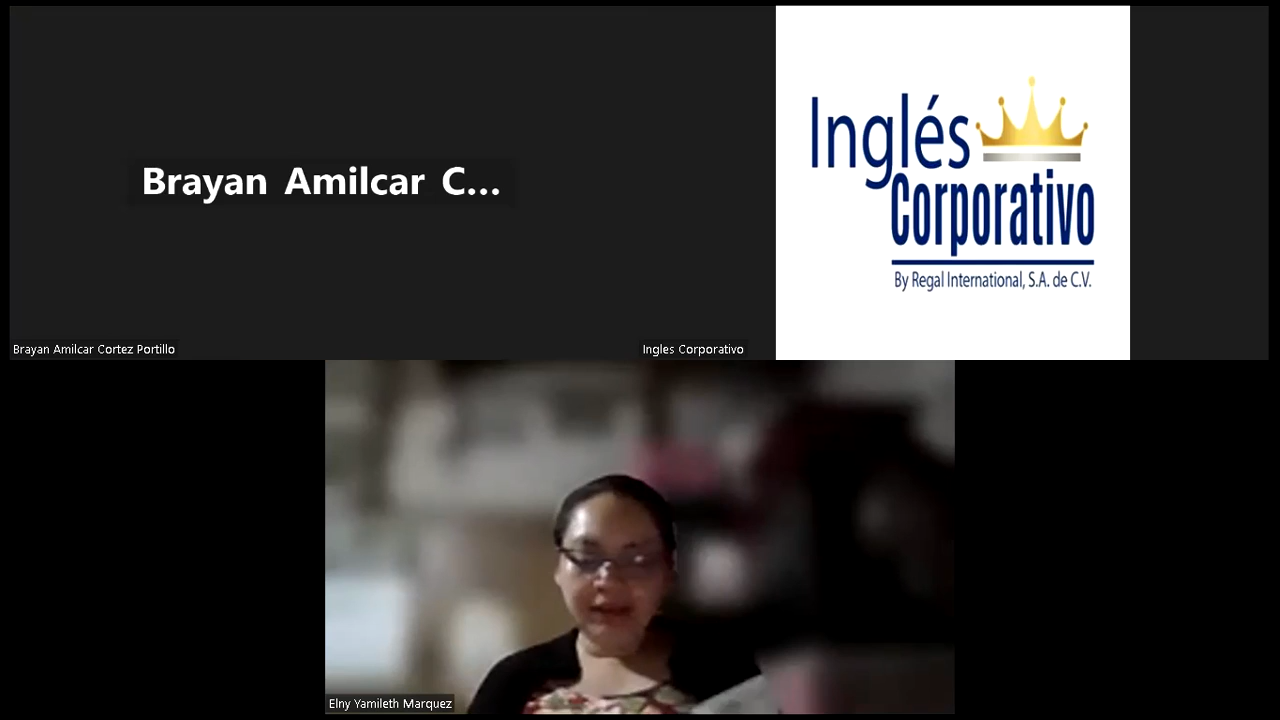 Brayan Amilcar C...
Brayan Amilcar Cortez Portillo
Inglés
Corporativo
By Regal International, S.A. de C.V.
Ingles Corporativo
Elny Yamileth Marquez